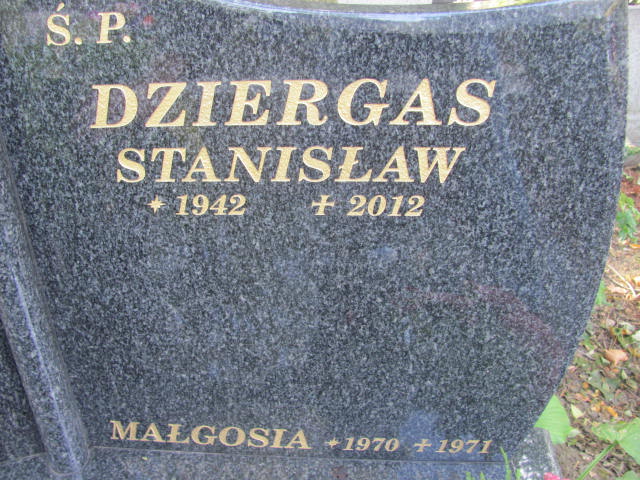 Ś. P.
DZIERGAS
STANISŁAW
* 1942 + 2012
MAŁGOSIA * 1970 + 1971